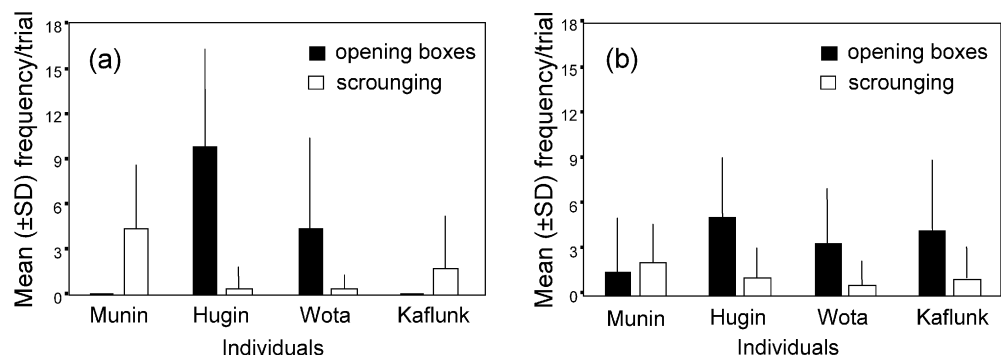 Mean (±SD) frequency/trial
18
15
12
9
6
3
0
(a)
opening boxes
scrounging
Munin Hugin Wota Kaflunk
Individuals
Mean (±SD) frequency/trial
18
15
12
9
6
3
0
(b)
opening boxes
scrounging
Munin Hugin Wota Kaflunk
Individuals